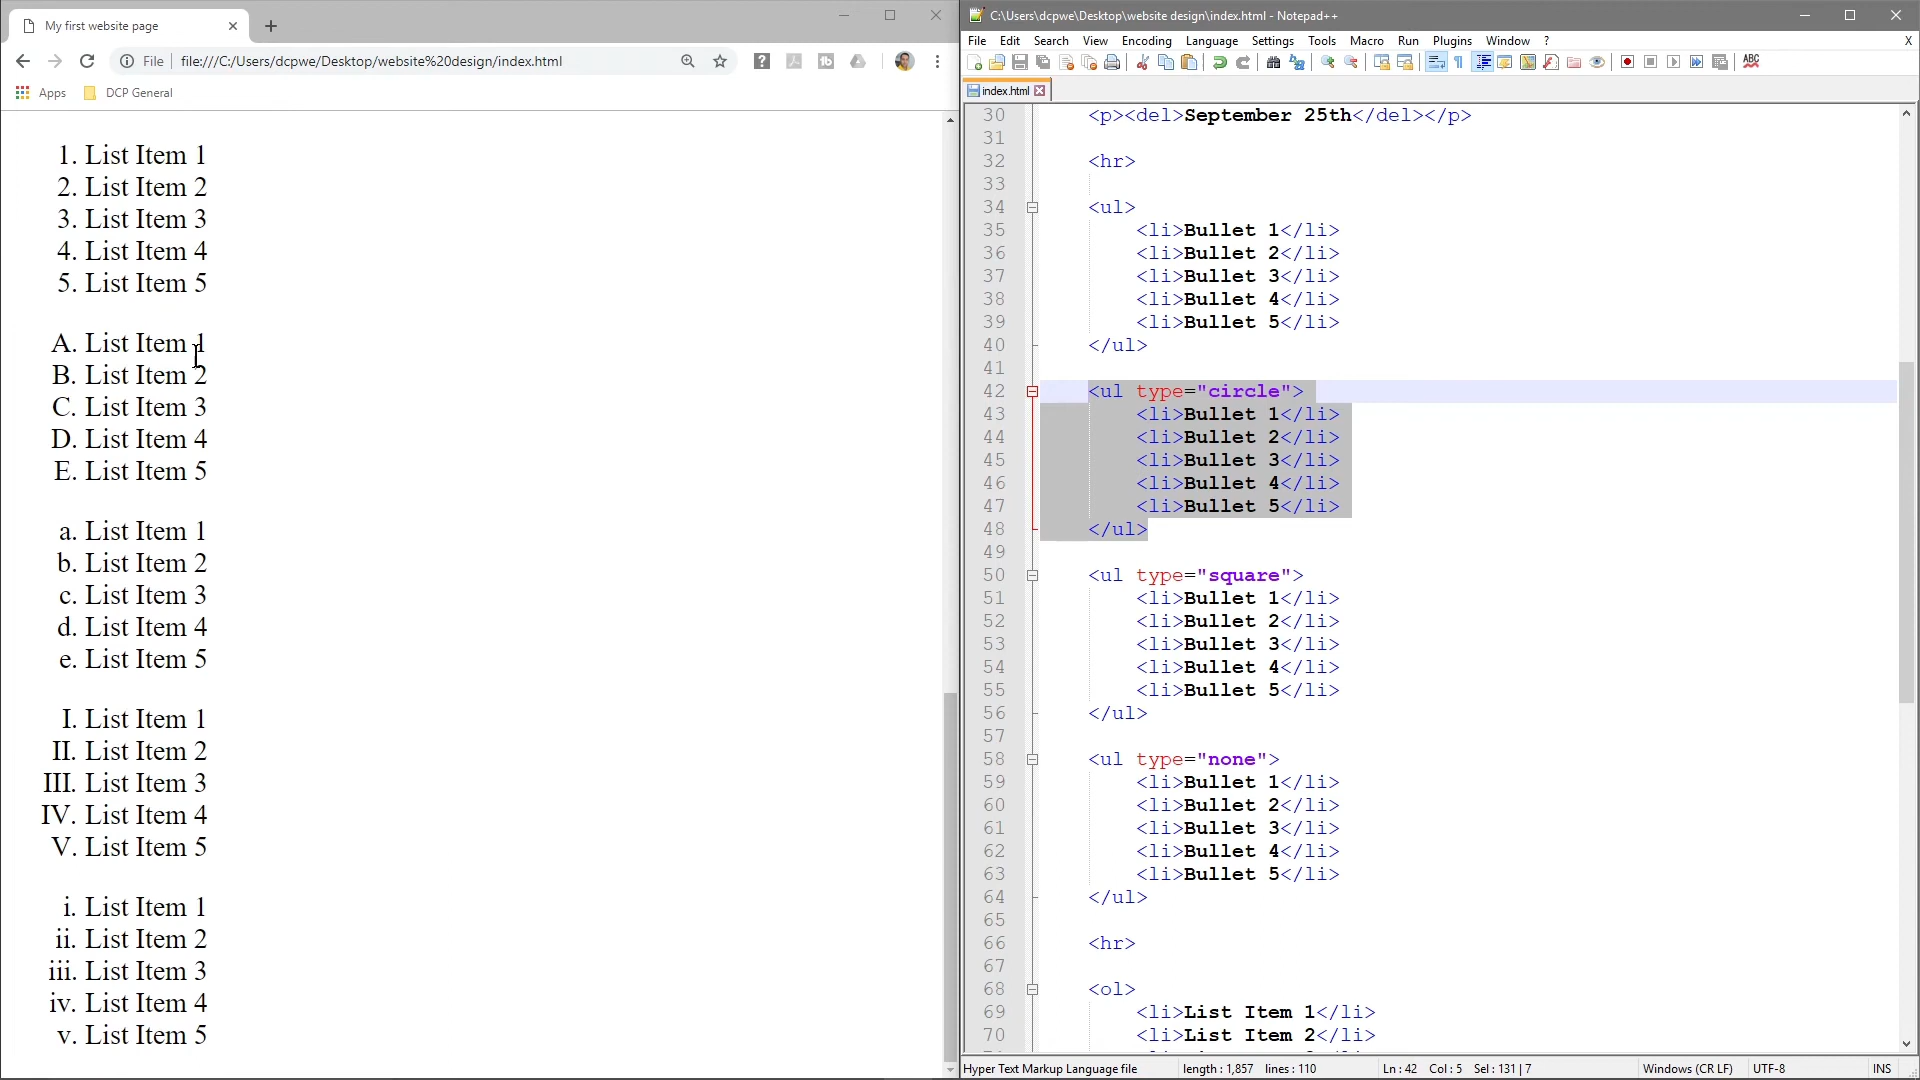 My first website page
File
file:///C:/Users/dcpwe/Desktop/website%20design/index.html
Apps
DCP General
1. List Item 1
2. List Item 2
3. List Item 3
4. List Item 4
5. List Item 5
A. List Item 1
B. List Item 2
C. List Item 3
D. List Item 4
E. List Item 5
a. List Item 1
b. List Item 2
c. List Item 3
d. List Item 4
e. List Item 5
I. List Item 1
II. List Item 2
III. List Item 3
IV. List Item 4
V. List Item 5
i. List Item 1
ii. List Item 2
iii. List Item 3
iv. List Item 4
v. List Item 5
C:\Users\dcpwe\Desktop\website design\index.html - Notepad++
File Edit Search View Encoding Language Settings Tools Macro Run Plugins Window ? X
ABC
index.html
30 <p><del>September 25th</del></p>
31
32 <hr>
33
34 <ul>
35 <li>Bullet 1</li>
36 <li>Bullet 2</li>
37 <li>Bullet 3</li>
38 <li>Bullet 4</li>
39 <li>Bullet 5</li>
40 </ul>
41
42 <ul type="circle">
43 <li>Bullet 1</li>
44 <li>Bullet 2</li>
45 <li>Bullet 3</li>
46 <li>Bullet 4</li>
47 <li>Bullet 5</li>
48 </ul>
49
50 <ul type="square">
51 <li>Bullet 1</li>
52 <li>Bullet 2</li>
53 <li>Bullet 3</li>
54 <li>Bullet 4</li>
55 <li>Bullet 5</li>
56 </ul>
57
58 <ul type="none">
59 <li>Bullet 1</li>
60 <li>Bullet 2</li>
61 <li>Bullet 3</li>
62 <li>Bullet 4</li>
63 <li>Bullet 5</li>
64 </ul>
65
66 <hr>
67
68 <ol>
69 <li>List Item 1</li>
70 <li>List Item 2</li>
Hyper Text Markup Language file length : 1,857 lines : 110 Ln : 42 Col : 5 Sel : 131 | 7 Windows (CR LF) UTF-8 INS